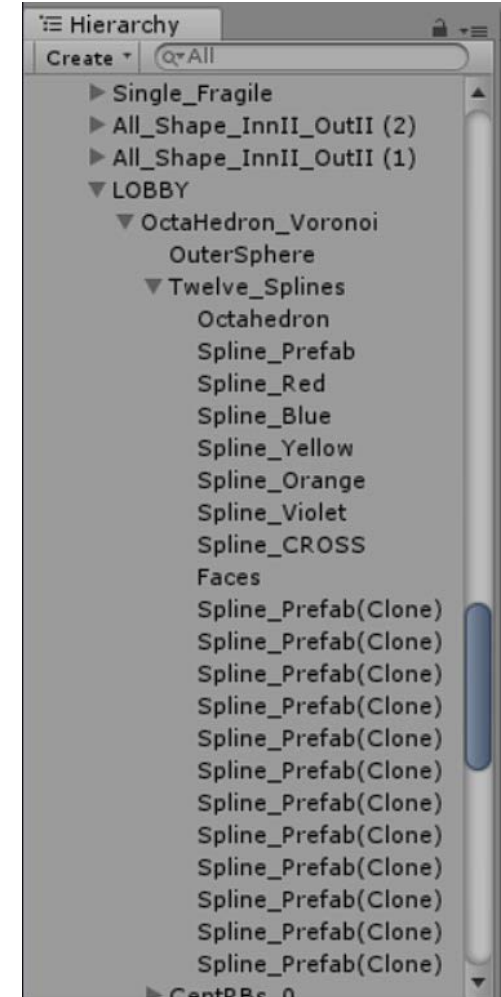 Hierarchy
Create All
Single_Fragile
All_Shape_InnII_OutII (2)
All_Shape_InnII_OutII (1)
LOBBY
OctaHedron_Voronoi
OuterSphere
Twelve_Splines
Octahedron
Spline_Prefab
Spline_Red
Spline_Blue
Spline_Yellow
Spline_Orange
Spline_Violet
Spline_CROSS
Faces
Spline_Prefab(Clone)
Spline_Prefab(Clone)
Spline_Prefab(Clone)
Spline_Prefab(Clone)
Spline_Prefab(Clone)
Spline_Prefab(Clone)
Spline_Prefab(Clone)
Spline_Prefab(Clone)
Spline_Prefab(Clone)
Spline_Prefab(Clone)
Spline_Prefab(Clone)
Spline_Prefab(Clone)